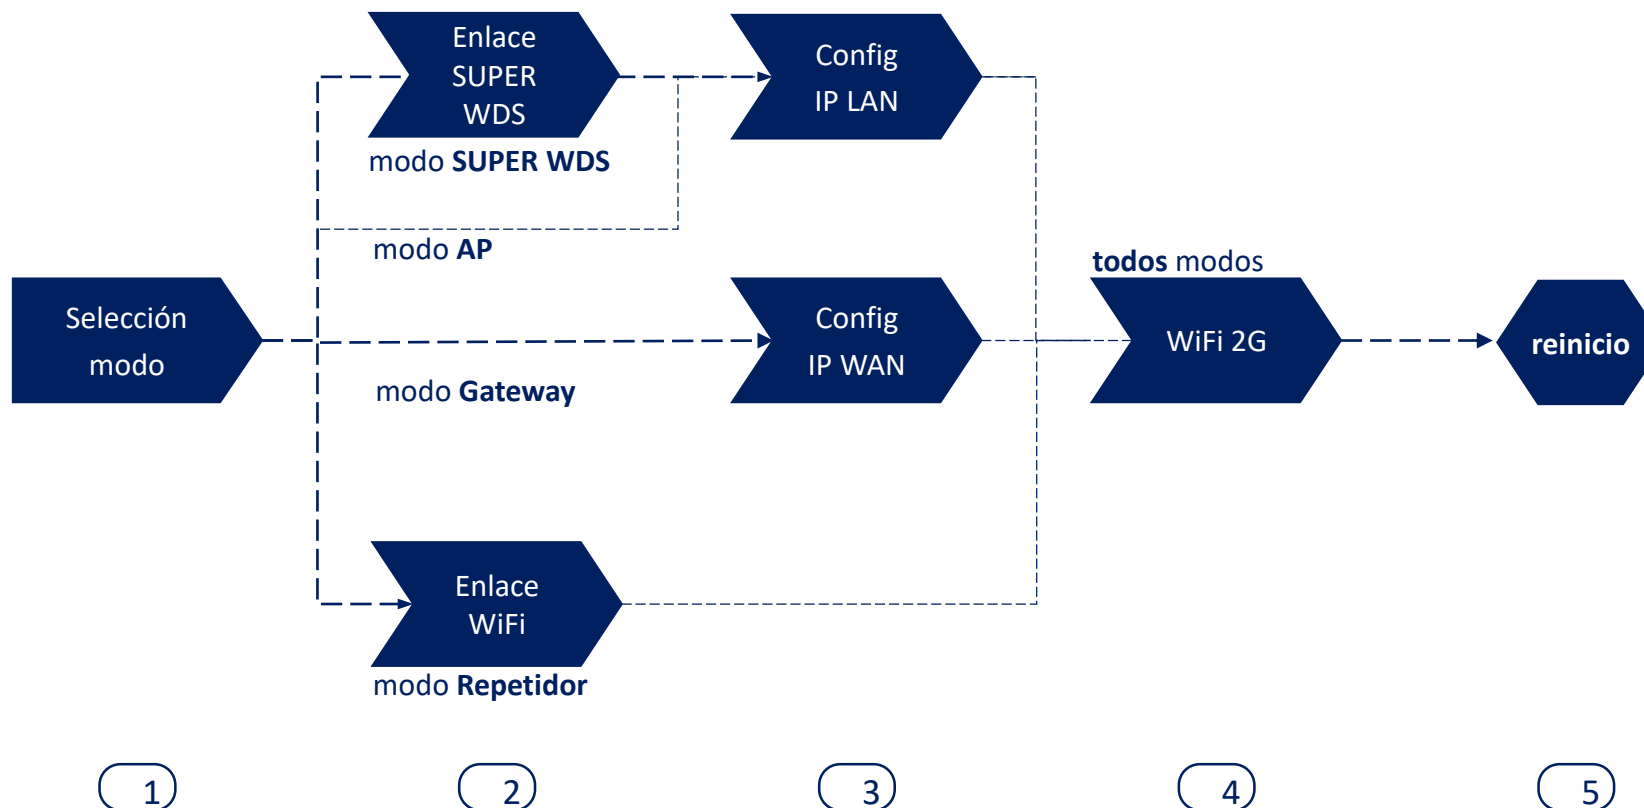 Enlace
SUPER
WDS
modo SUPER WDS
Config
IP LAN
modo AP
Selección
modo
modo Gateway
Config
IP WAN
todos modos
WiFi 2G
reinicio
Enlace
WiFi
modo Repetidor
1
2
3
4
5